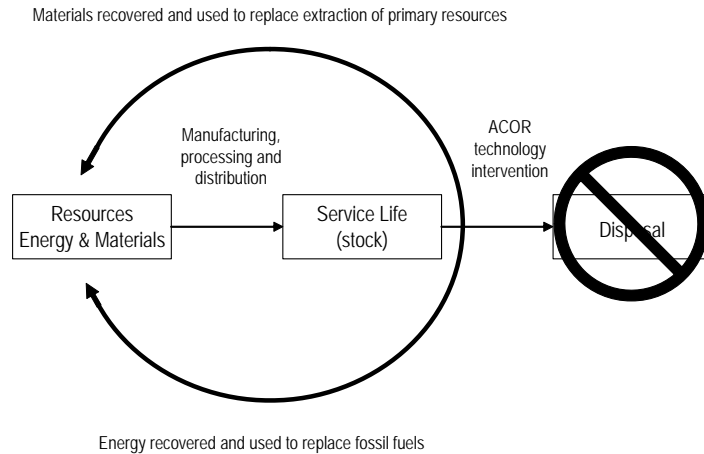 Materials recovered and used to replace extraction of primary resources
Manufacturing,
processing and
distribution
ACOR
technology
intervention
Resources
Energy & Materials
Service Life
(stock)
Disposal
Energy recovered and used to replace fossil fuels